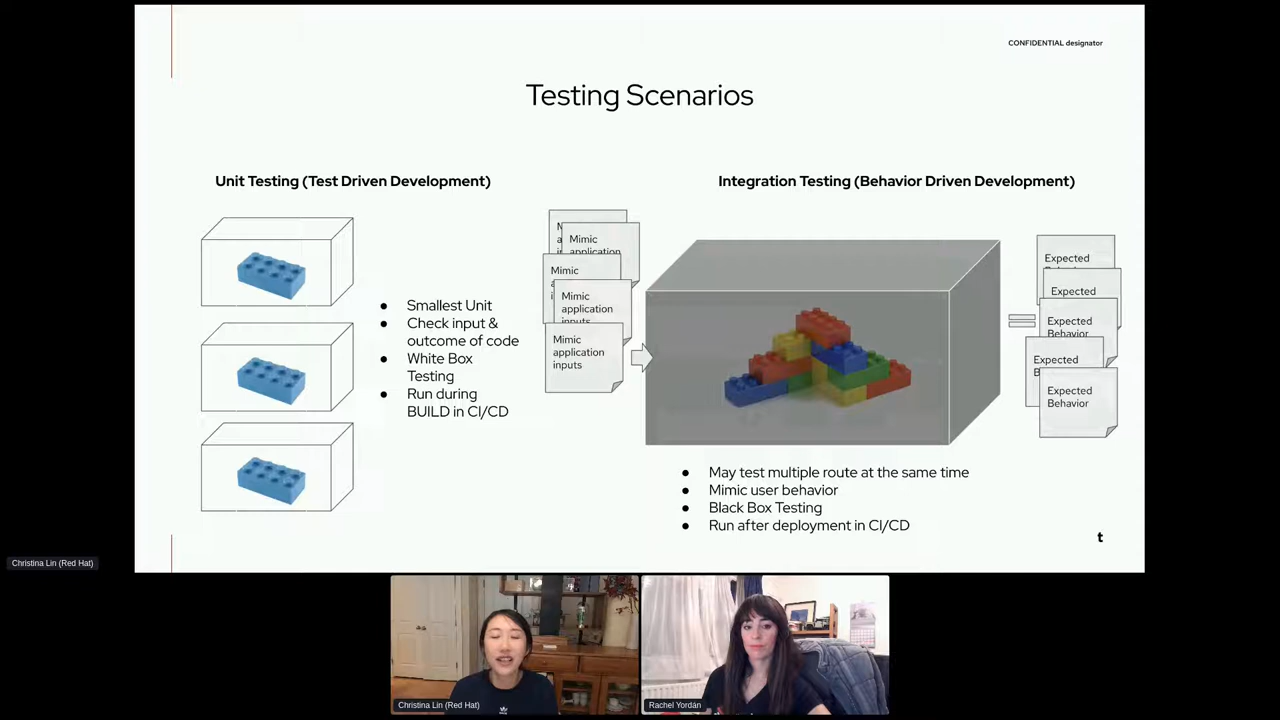 CONFIDENTIAL designator
Testing Scenarios
Unit Testing (Test Driven Development)
● Smallest Unit
● Check input &
outcome of code
● White Box
Testing
● Run during
BUILD in CI/CD
Integration Testing (Behavior Driven Development)
Mimic
application
Mimic
Mimic
application
inputs
Mimic
application
inputs
Expected
Expected
Expected
Behavior
Expected
Expected
Behavior
● May test multiple route at the same time
● Mimic user behavior
● Black Box Testing
● Run after deployment in CI/CD
t
Christina Lin (Red Hat)
Christina Lin (Red Hat)
Rachel Yordán